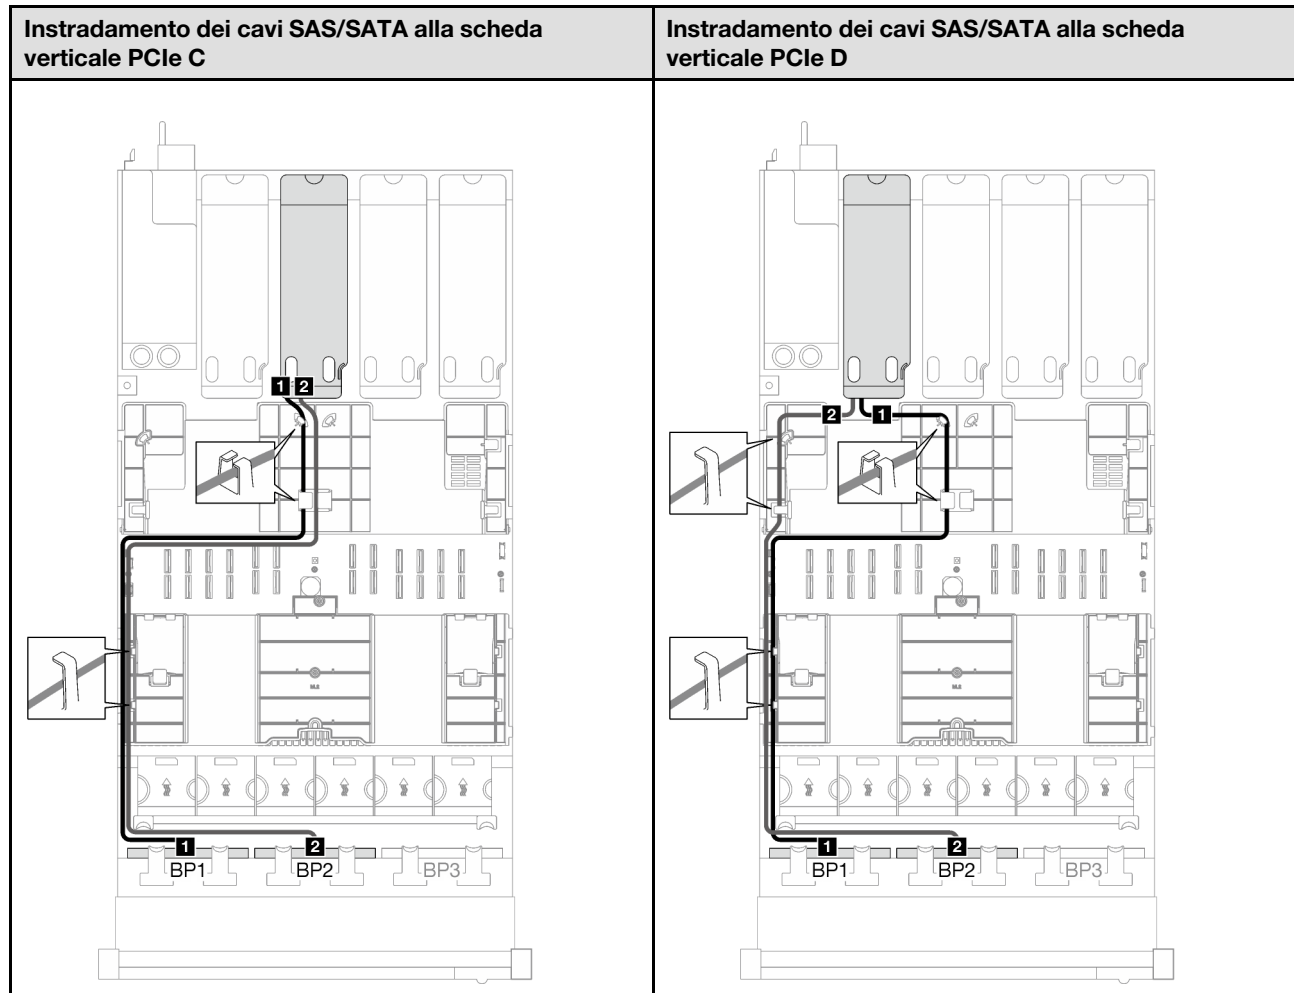 Instradamento dei cavi SAS/SATA alla scheda
verticale PCIe C
Instradamento dei cavi SAS/SATA alla scheda
verticale PCIe D
1 2
2 1
1 2
BP1 BP2 BP3
1 2
BP1 BP2 BP3